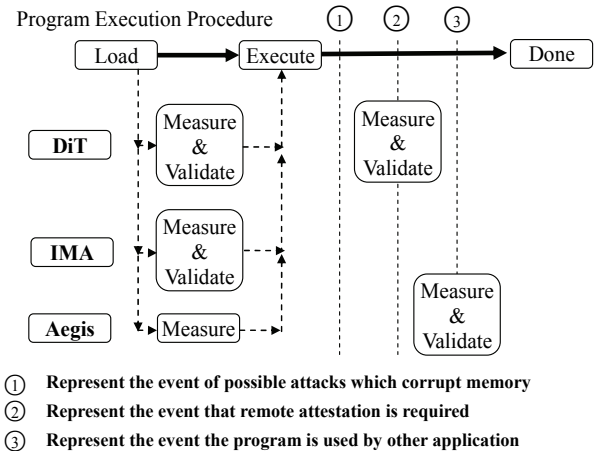 Program Execution Procedure
1 2 3
Load Execute Done
DiT
Measure
&
Validate
Measure
&
Validate
IMA
Measure
&
Validate
Aegis
Measure
Measure
&
Validate
1 Represent the event of possible attacks which corrupt memory
2 Represent the event that remote attestation is required
3 Represent the event the program is used by other application